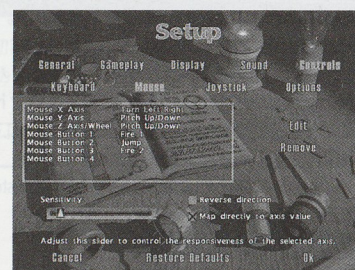 Setup
General Gameplay Display Sound Controls
Keyboard Mouse Joystick Options
Mouse X Axis Turn Left/Right
Mouse Y Axis Pitch Up/Down
Mouse Z Axis/Wheel Pitch Up/Down
Mouse Button 1 Fire 1
Mouse Button 2 Jump
Mouse Button 3 Fire 2
Mouse Button 4
Edit
Remove
Sensitivity
Reverse direction
Map directly to axis value
Adjust this slider to control the responsiveness of the selected axis.
Cancel Restore Defaults Ok